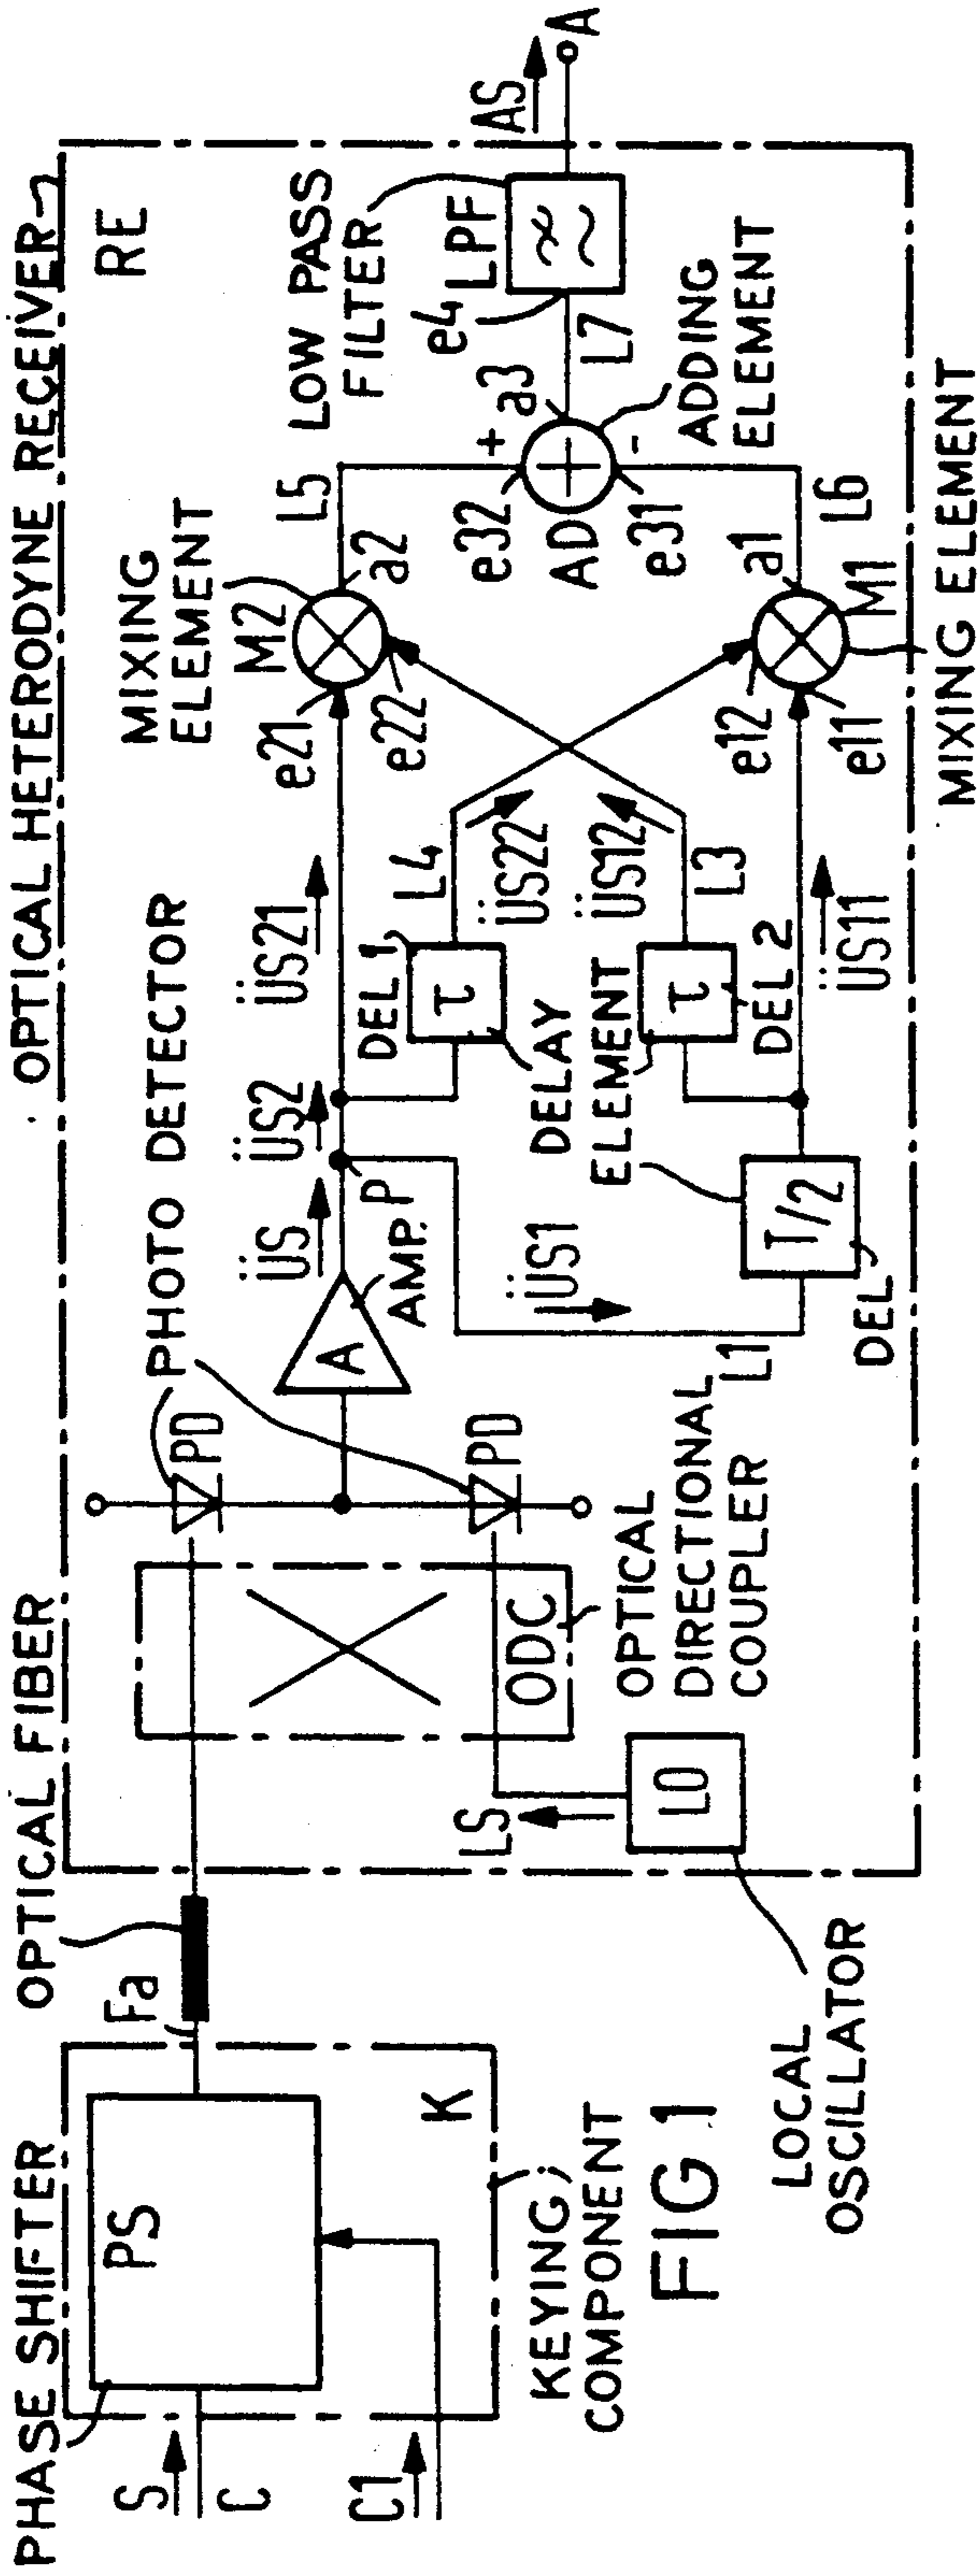 PHASE SHIFTER
OPTICAL FIBER
OPTICAL HETERODYNE RECEIVER
PS
S
C
C1
K
KEYING
COMPONENT
Fa
RE
PHOTO DETECTOR
PD
PD
ODC
OPTICAL
DIRECTIONAL
COUPLER
LS
LO
LOCAL
OSCILLATOR
A
AMP.
ÜS
P
ÜS2
ÜS1
L1
T/2
DEL
ÜS21
DEL 1
τ
L4
ÜS22
DELAY
ELEMENT
τ
DEL 2
L3
ÜS12
ÜS11
MIXING
ELEMENT
M2
e21
e22
a2
L5
e12
e11
a1
M1
L6
MIXING ELEMENT
e32
+
AD
e31
-
a3
ADDING
ELEMENT
L7
LOW PASS
FILTER
e4
LPF
AS
A
FIG 1